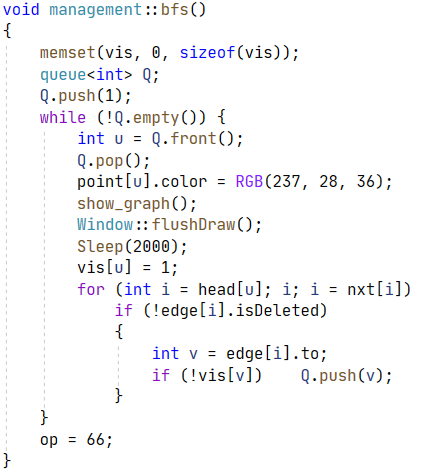 void management::bfs()
{
    memset(vis, 0, sizeof(vis));
    queue<int> Q;
    Q.push(1);
    while (!Q.empty()) {
        int u = Q.front();
        Q.pop();
        point[u].color = RGB(237, 28, 36);
        show_graph();
        Window::flushDraw();
        Sleep(2000);
        vis[u] = 1;
        for (int i = head[u]; i; i = nxt[i])
            if (!edge[i].isDeleted)
            {
                int v = edge[i].to;
                if (!vis[v])    Q.push(v);
            }
    }
    op = 66;
}